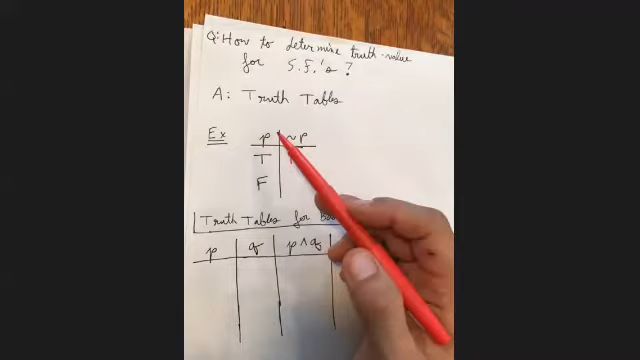 Q: How to determine truth-value
for S.F.'s ?
A: Truth Tables
Ex
p ~p
T
F
Truth Tables for
p q p ∧ q